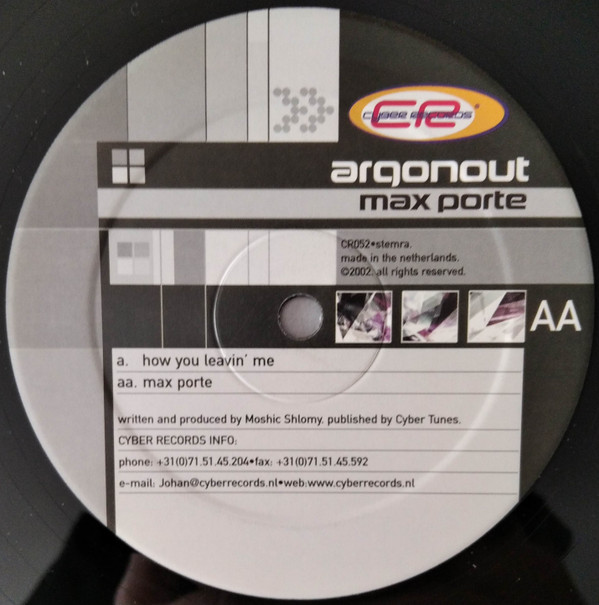 CR
CYBER RECORDS
argonout
max porte
CR052•stemra.
made in the netherlands.
©2002. all rights reserved.
AA
a. how you leavin' me
aa. max porte
written and produced by Moshic Shlomy. published by Cyber Tunes.
CYBER RECORDS INFO:
phone: +31(0)71.51.45.204•fax: +31(0)71.51.45.592
e-mail: Johan@cyberrecords.nl•web:www.cyberrecords.nl